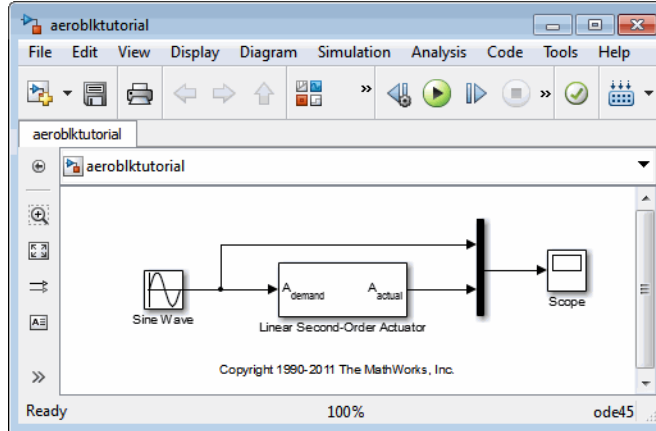 aeroblktutorial
File Edit View Display Diagram Simulation Analysis Code Tools Help
aeroblktutorial
aeroblktutorial
Sine Wave
A demand
A actual
Linear Second-Order Actuator
Scope
Copyright 1990-2011 The MathWorks, Inc.
Ready 100% ode45